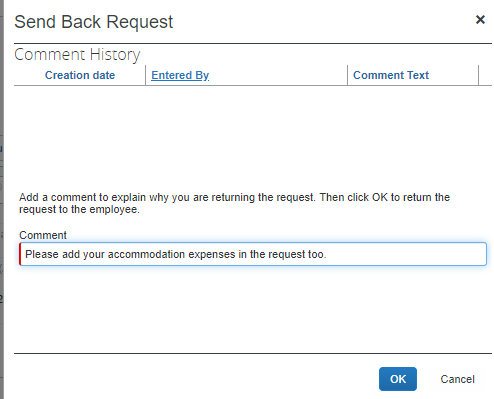 Send Back Request
Comment History
Creation date Entered By Comment Text
Add a comment to explain why you are returning the request. Then click OK to return the
request to the employee.
Comment
Please add your accommodation expenses in the request too.
OK Cancel